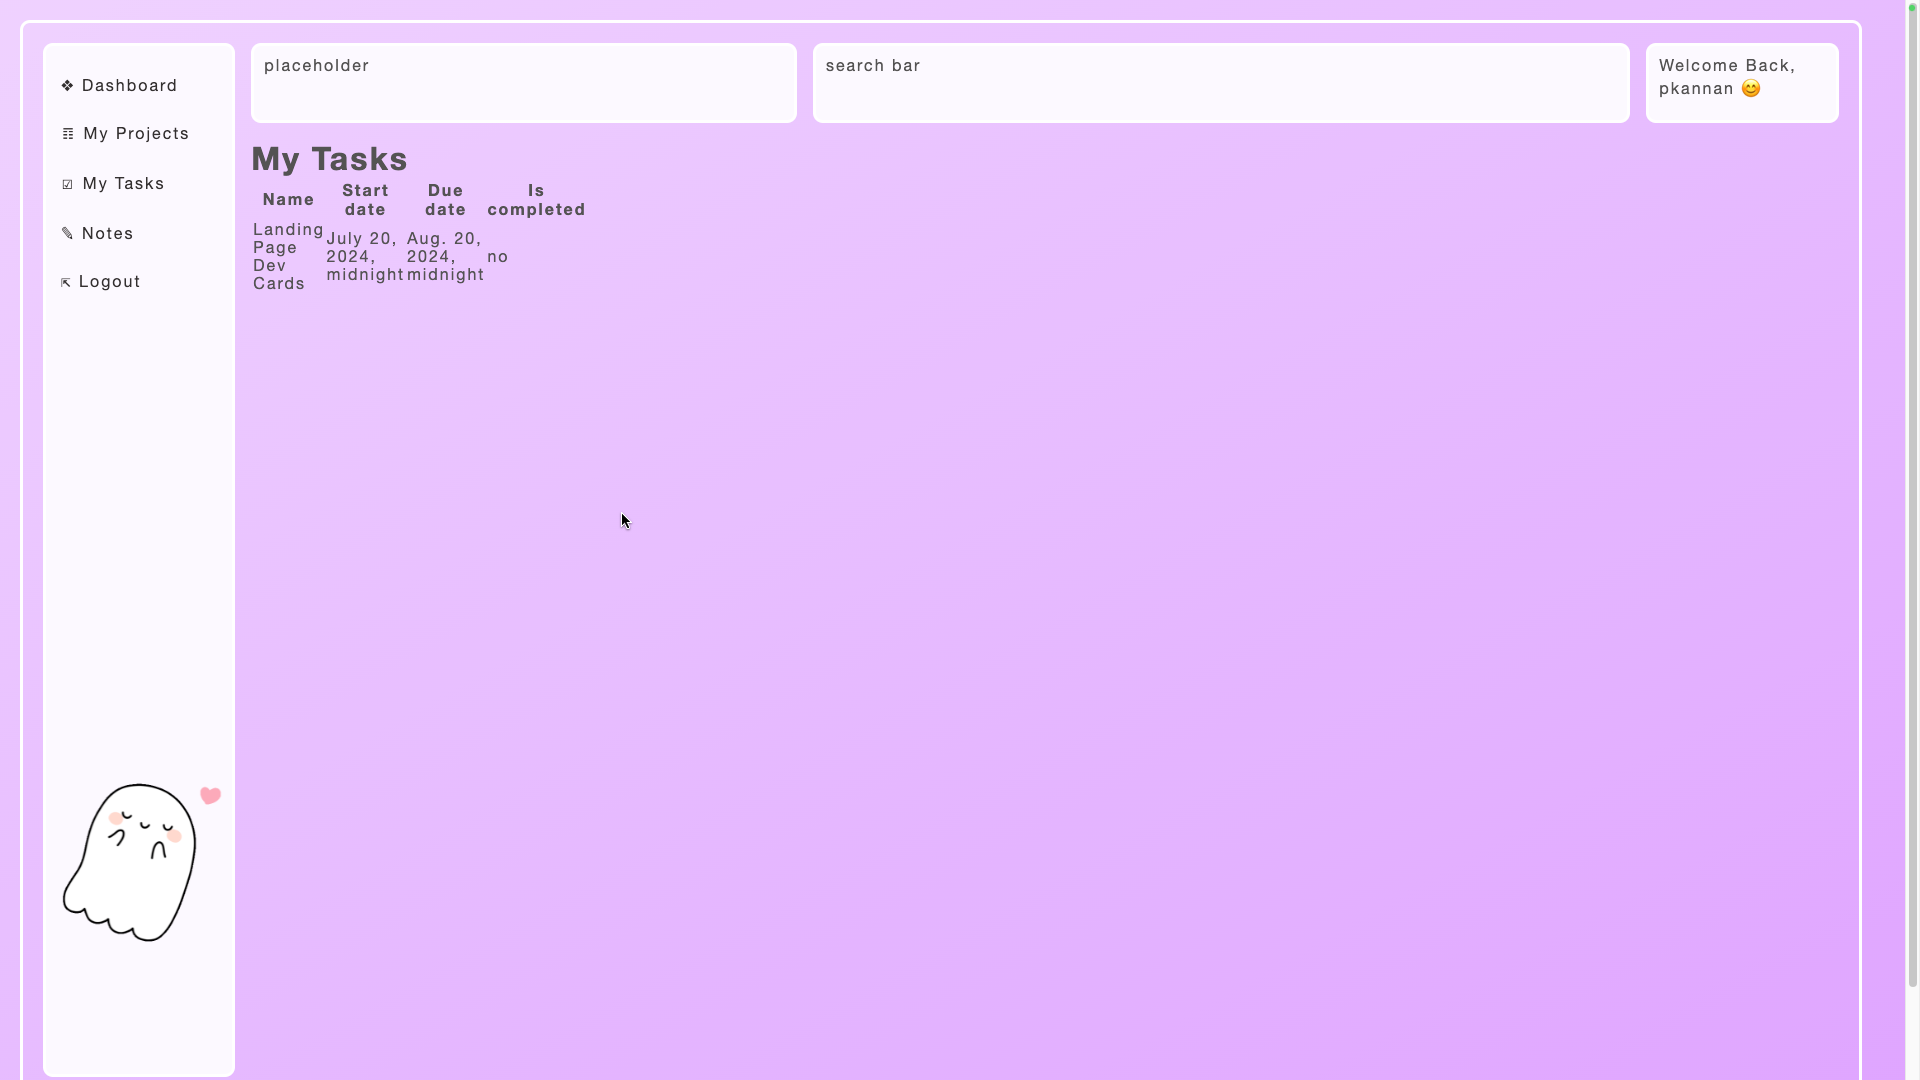 ❖ Dashboard
My Projects
☑ My Tasks
✎ Notes
⇱ Logout
placeholder
search bar
Welcome Back,
pkannan 😊
My Tasks
Name
Start
date
Due
date
Is
completed
Landing
Page
Dev
Cards
July 20,
2024,
midnight
Aug. 20,
2024,
midnight
no